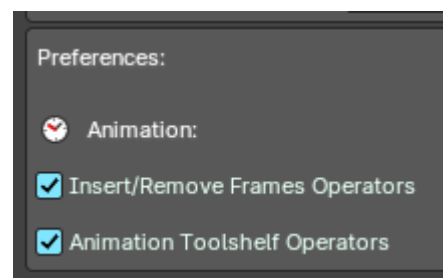 Preferences:
Animation:
Insert/Remove Frames Operators
Animation Toolshelf Operators